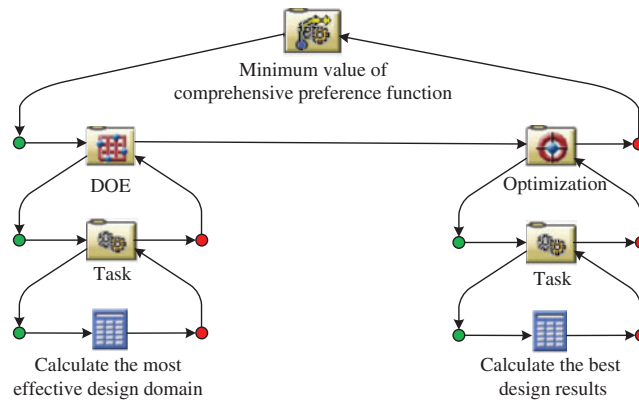 Minimum value of
comprehensive preference function
DOE
Optimization
Task
Task
Calculate the most
effective design domain
Calculate the best
design results